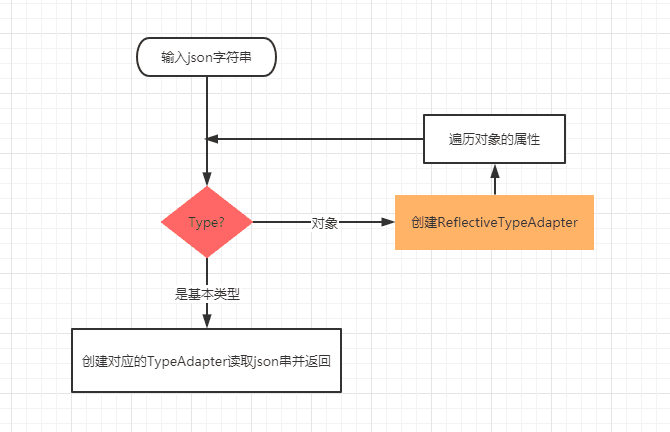 输入json字符串
遍历对象的属性
Type?
对象
创建ReflectiveTypeAdapter
是基本类型
创建对应的TypeAdapter读取json串并返回